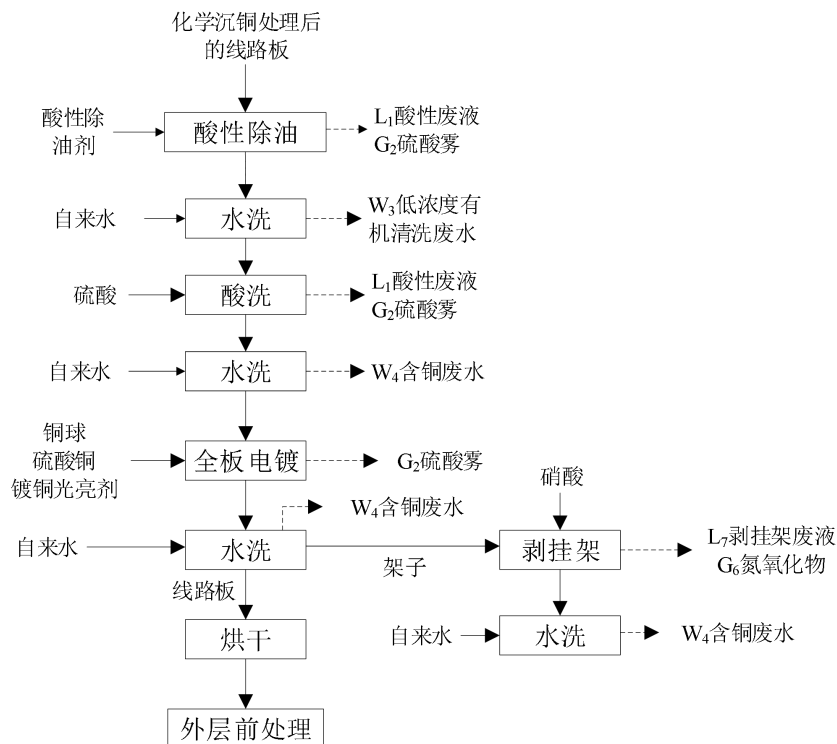 化学沉铜处理后
的线路板
酸性除
油剂
酸性除油
L₁酸性废液
G₂硫酸雾
自来水
水洗
W₃低浓度有
机清洗废水
硫酸
酸洗
L₁酸性废液
G₂硫酸雾
自来水
水洗
W₄含铜废水
铜球
硫酸铜
镀铜光亮剂
全板电镀
G₂硫酸雾
硝酸
W₄含铜废水
自来水
水洗
架子
剥挂架
L₇剥挂架废液
G₆氮氧化物
线路板
烘干
自来水
水洗
W₄含铜废水
外层前处理